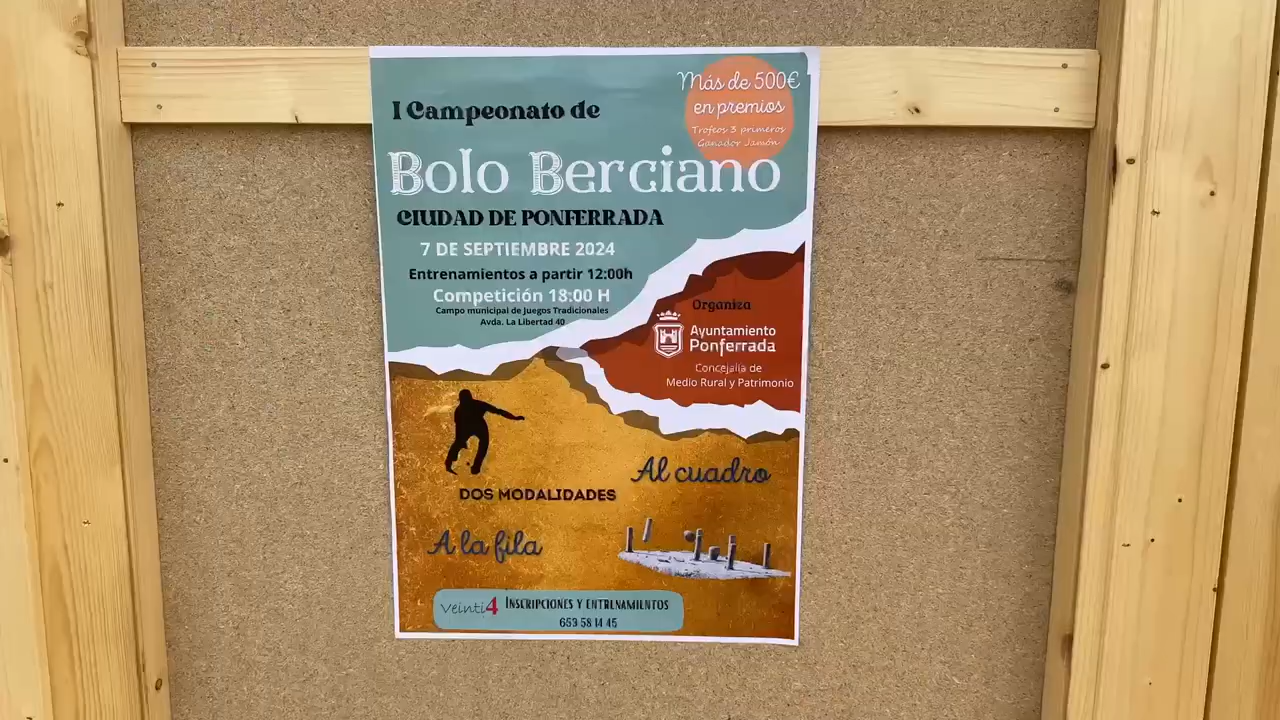 Más de 500€
en premios
Trofeos 3 primeros
Ganador Jamón
I Campeonato de
Bolo Berciano
CIUDAD DE PONFERRADA
7 DE SEPTIEMBRE 2024
Entrenamientos a partir 12:00h
Competición 18:00 H
Campo municipal de Juegos Tradicionales
Avda. La Libertad 40
Organiza
Ayuntamiento
Ponferrada
Concejalía de
Medio Rural y Patrimonio
Al cuadro
DOS MODALIDADES
A la fila
Veinti4 INSCRIPCIONES Y ENTRENAMIENTOS
653 58 14 45